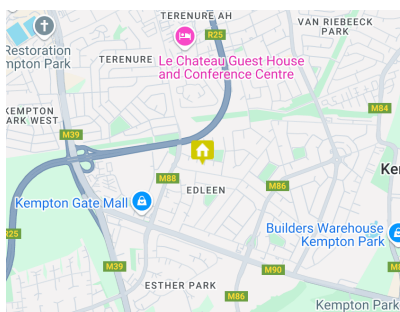 TERENURE AH
VAN RIEBEECK
PARK
R25
Restoration
mpton Park
TERENURE
Le Chateau Guest House
and Conference Centre
KEMPTON
PARK WEST
M84
M39
M88
EDLEEN
M86
Ke
Kempton Gate Mall
Builders Warehouse
Kempton Park
R25
M39
M90
ESTHER PARK
M86
Kempton Park